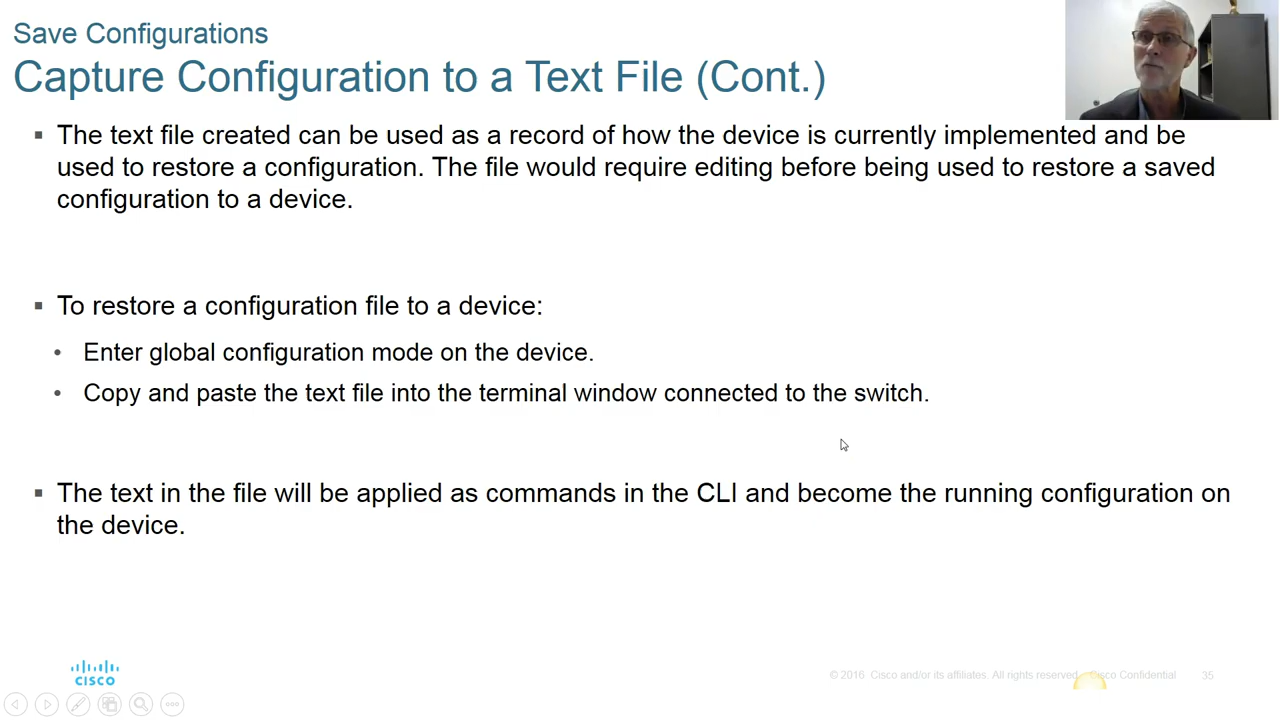 Save Configurations
Capture Configuration to a Text File (Cont.)
▪ The text file created can be used as a record of how the device is currently implemented and be
used to restore a configuration. The file would require editing before being used to restore a saved
configuration to a device.
▪ To restore a configuration file to a device:
• Enter global configuration mode on the device.
• Copy and paste the text file into the terminal window connected to the switch.
▪ The text in the file will be applied as commands in the CLI and become the running configuration on
the device.
CISCO
© 2016 Cisco and/or its affiliates. All rights reserved. Cisco Confidential 35